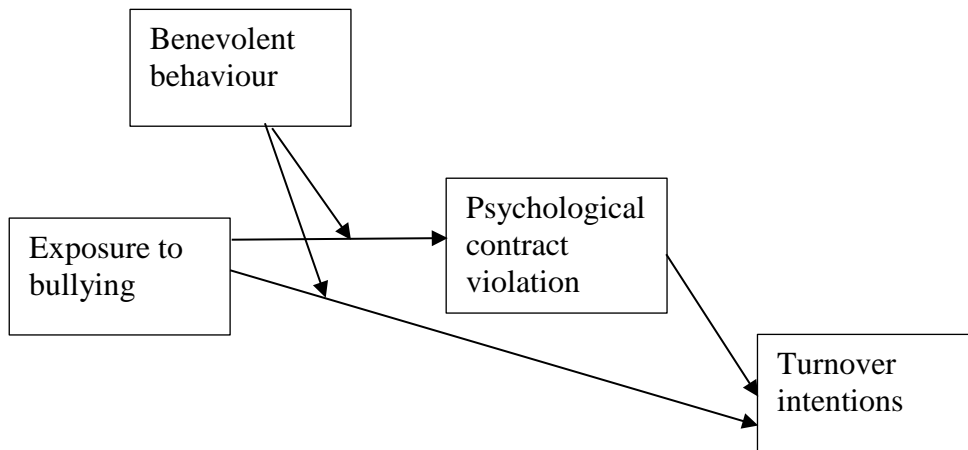 Benevolent
behaviour
Psychological
contract
violation
Exposure to
bullying
Turnover
intentions